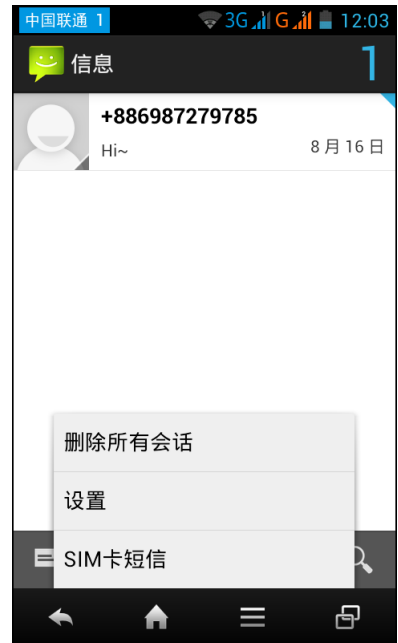 中国联通 1 3G G 12:03
信息 1
+886987279785
Hi~ 8月16日
删除所有会话
设置
SIM卡短信